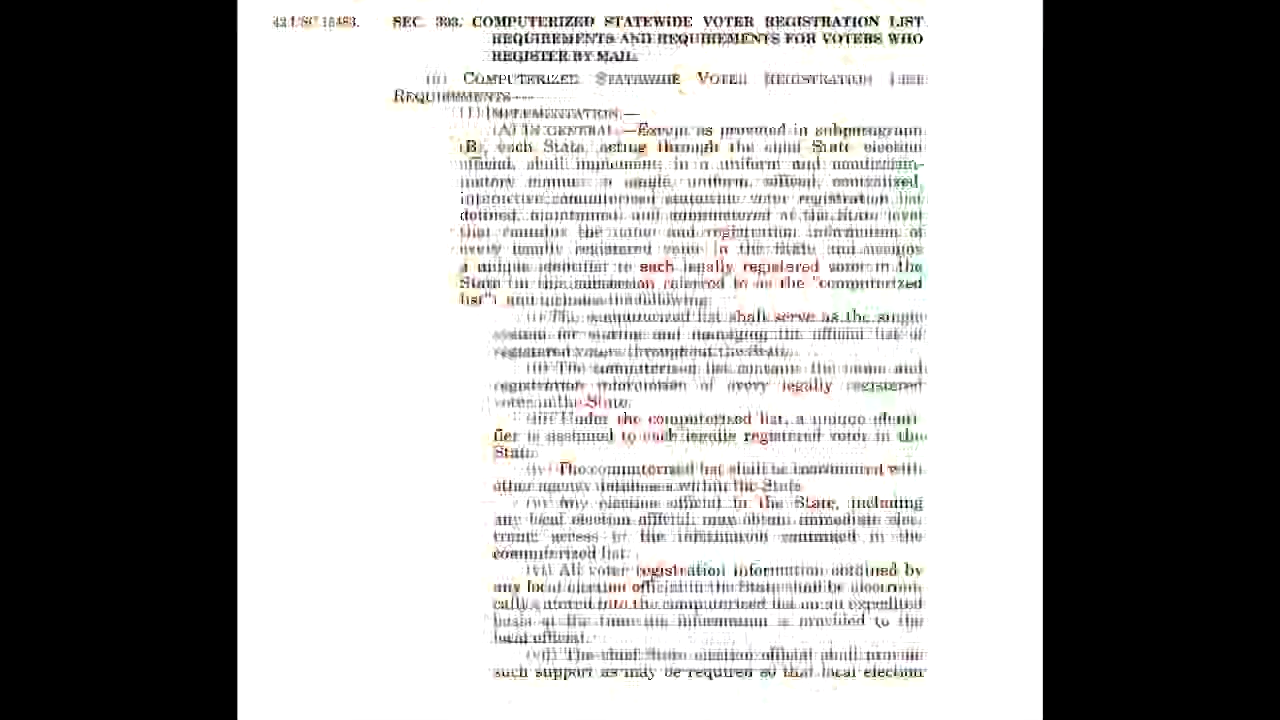 42 USC 15483. SEC. 303. COMPUTERIZED STATEWIDE VOTER REGISTRATION LIST
REQUIREMENTS AND REQUIREMENTS FOR VOTERS WHO
REGISTER BY MAIL.
(a) COMPUTERIZED STATEWIDE VOTER REGISTRATION LIST
REQUIREMENTS.—
(1) IMPLEMENTATION.—
(A) IN GENERAL.—Except as provided in subparagraph
(B), each State, acting through the chief State election
official, shall implement, in a uniform and nondiscrim-
inatory manner, a single, uniform, official, centralized,
interactive computerized statewide voter registration list
defined, maintained, and administered at the State level
that contains the name and registration information of
every legally registered voter in the State and assigns
a unique identifier to each legally registered voter in the
State (in this subsection referred to as the "computerized
list"), and includes the following:
(i) The computerized list shall serve as the single
system for storing and managing the official list of
registered voters throughout the State.
(ii) The computerized list contains the name and
registration information of every legally registered
voter in the State.
(iii) Under the computerized list, a unique identi-
fier is assigned to each legally registered voter in the
State.
(iv) The computerized list shall be coordinated with
other agency databases within the State.
(v) Any election official in the State, including
any local election official, may obtain immediate elec-
tronic access to the information contained in the
computerized list.
(vi) All voter registration information obtained by
any local election official in the State shall be electroni-
cally entered into the computerized list on an expedited
basis at the time the information is provided to the
local official.
(vii) The chief State election official shall provide
such support as may be required so that local election